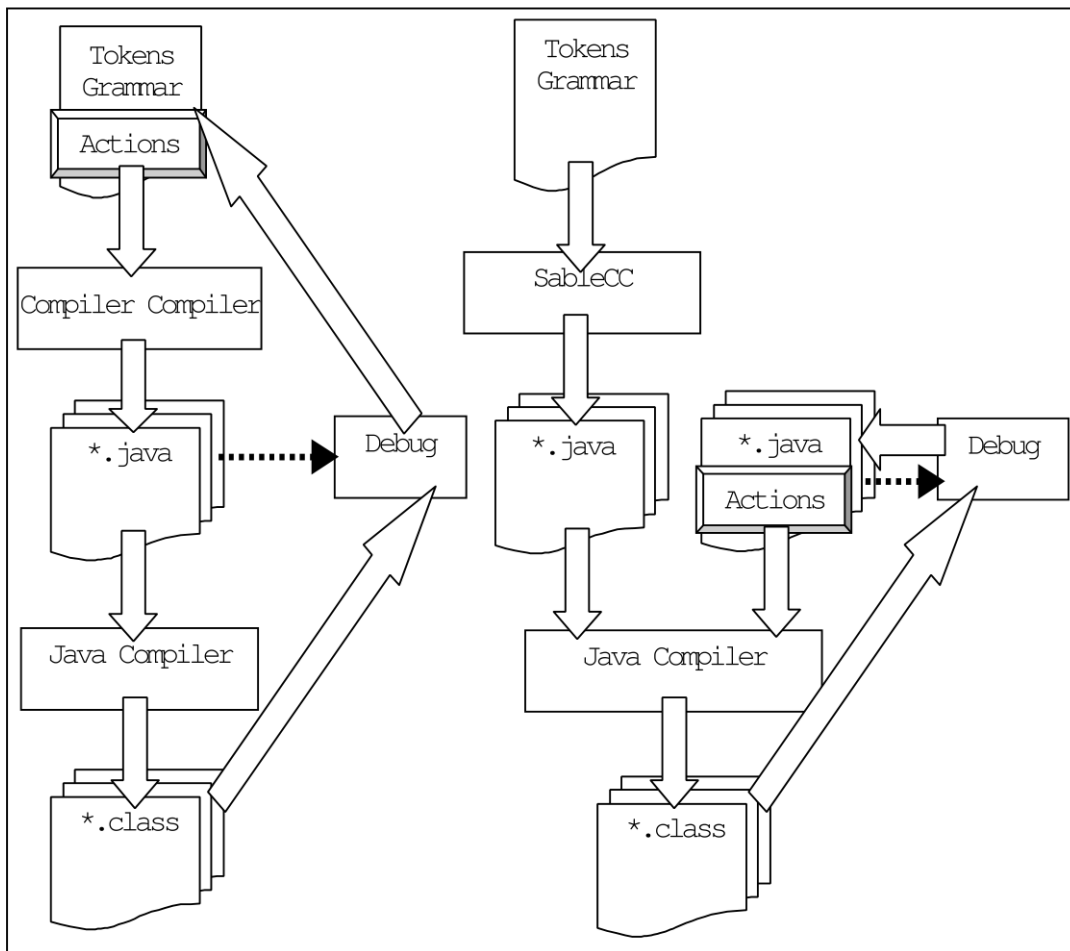 Tokens
Grammar
Actions
Compiler Compiler
*.java
Debug
Java Compiler
*.class
Tokens
Grammar
SableCC
*.java
*.java
Actions
Debug
Java Compiler
*.class